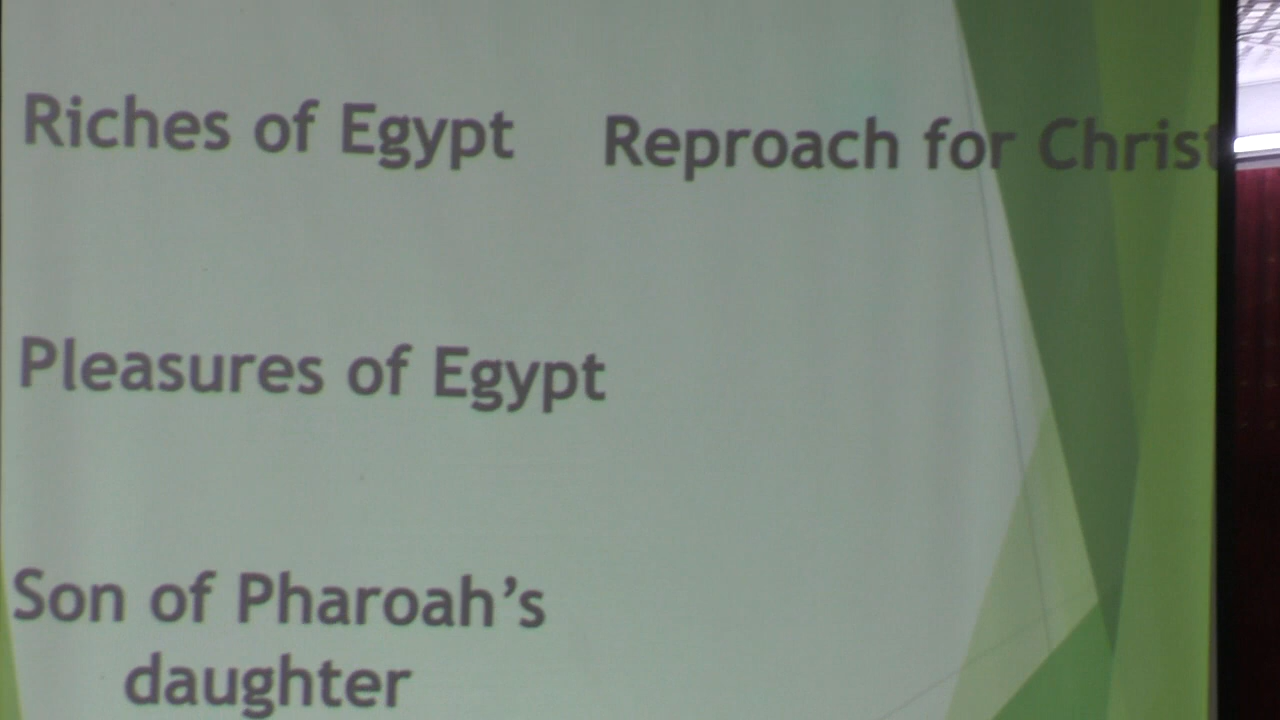 Riches of Egypt
Reproach for Christ
Pleasures of Egypt
Son of Pharoah's
daughter